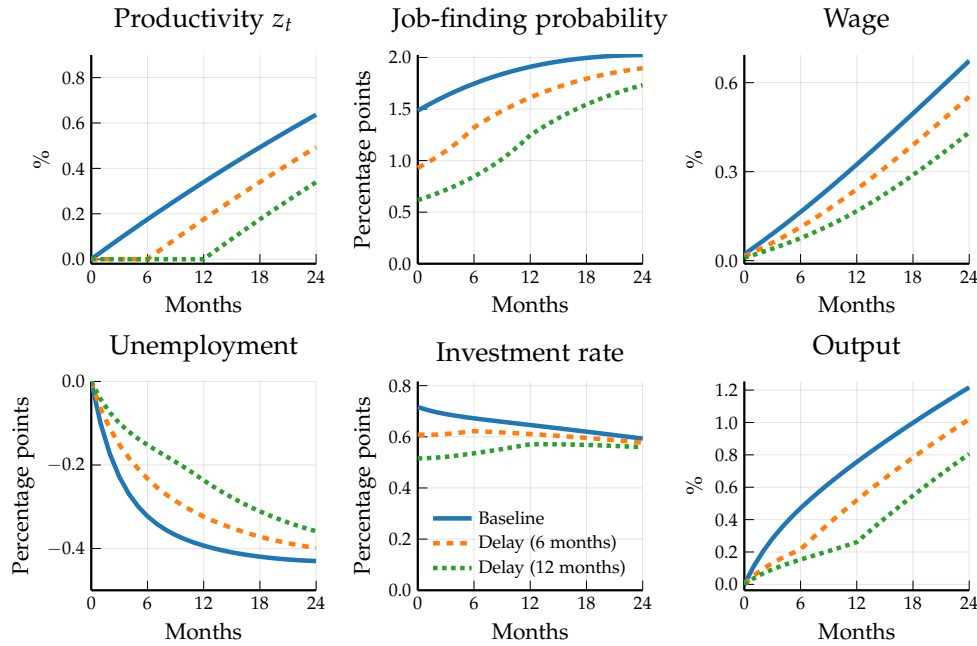 Productivity z_t
Job-finding probability
Wage
%
0.8
0.6
0.4
0.2
0.0
0 6 12 18 24
Months
Percentage points
2.0
1.5
1.0
0.5
0.0
0 6 12 18 24
Months
%
0.6
0.3
0.0
0 6 12 18 24
Months
Unemployment
Investment rate
Output
Percentage points
0.0
−0.2
−0.4
0 6 12 18 24
Months
Percentage points
0.8
0.6
0.4
0.2
0.0
Baseline
Delay (6 months)
Delay (12 months)
0 6 12 18 24
Months
%
1.2
1.0
0.8
0.6
0.4
0.2
0.0
0 6 12 18 24
Months